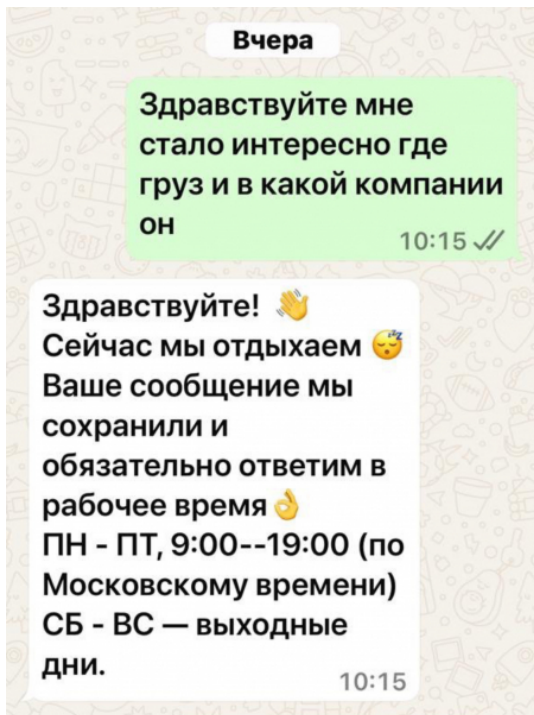 Вчера
Здравствуйте мне
стало интересно где
груз и в какой компании
он
10:15
Здравствуйте! 👋
Сейчас мы отдыхаем 😴
Ваше сообщение мы
сохранили и
обязательно ответим в
рабочее время👌
ПН - ПТ, 9:00--19:00 (по
Московскому времени)
СБ - ВС — выходные
дни.
10:15